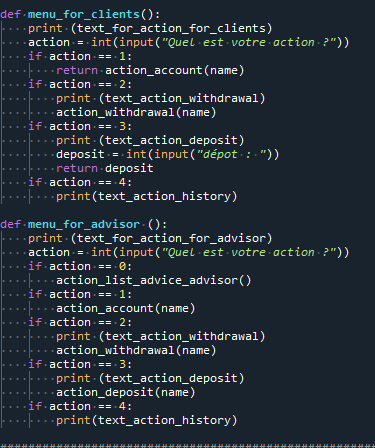 def menu_for_clients():
    print (text_for_action_for_clients)
    action = int(input("Quel est votre action ?"))
    if action == 1:
        return action_account(name)
    if action == 2:
        print (text_action_withdrawal)
        action_withdrawal(name)
    if action == 3:
        print (text_action_deposit)
        deposit = int(input("dépot : "))
        return deposit
    if action == 4:
        print(text_action_history)

def menu_for_advisor ():
    print (text_for_action_for_advisor)
    action = int(input("Quel est votre action ?"))
    if action == 0:
        action_list_advice_advisor()
    if action == 1:
        action_account(name)
    if action == 2:
        print (text_action_withdrawal)
        action_withdrawal(name)
    if action == 3:
        print (text_action_deposit)
        action_deposit(name)
    if action == 4:
        print(text_action_history)